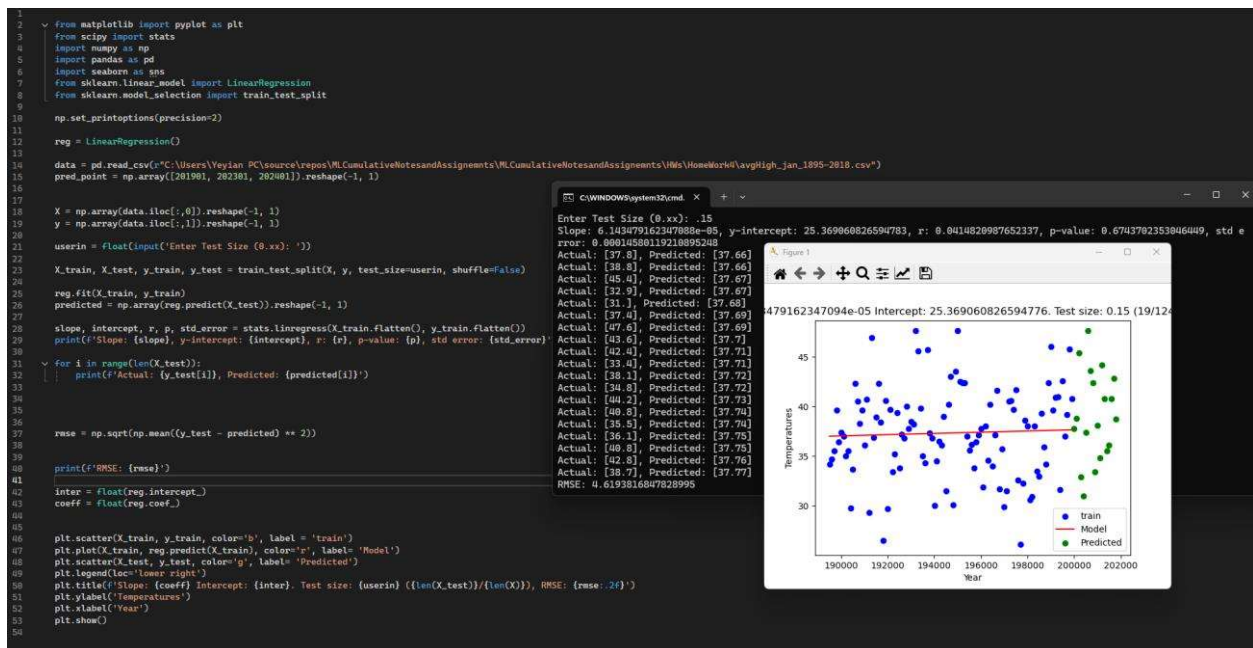 from matplotlib import pyplot as plt
from scipy import stats
import numpy as np
import pandas as pd
import seaborn as sns
from sklearn.linear_model import LinearRegression
from sklearn.model_selection import train_test_split
np.set_printoptions(precision=2)
reg = LinearRegression()
data = pd.read_csv(r"C:\Users\Yeyian PC\source\repos\MLCumulativeNotesandAssignemnts\MLCumulativeNotesandAssignemnts\HWs\HomeWork4\avgHigh_jan_1895-2018.csv")
pred_point = np.array([201901, 202301, 202401]).reshape(-1, 1)
X = np.array(data.iloc[:,0]).reshape(-1, 1)
y = np.array(data.iloc[:,1]).reshape(-1, 1)
userin = float(input('Enter Test Size (0.xx): '))
X_train, X_test, y_train, y_test = train_test_split(X, y, test_size=userin, shuffle=False)
reg.fit(X_train, y_train)
predicted = np.array(reg.predict(X_test)).reshape(-1, 1)
slope, intercept, r, p, std_error = stats.linregress(X_train.flatten(), y_train.flatten())
print(f'Slope: {slope}, y-intercept: {intercept}, r: {r}, p-value: {p}, std error: {std_error}'
for i in range(len(X_test)):
print(f'Actual: {y_test[i]}, Predicted: {predicted[i]}')
rmse = np.sqrt(np.mean((y_test - predicted) ** 2))
print(f'RMSE: {rmse}')
inter = float(reg.intercept_)
coeff = float(reg.coef_)
plt.scatter(X_train, y_train, color='b', label = 'train')
plt.plot(X_train, reg.predict(X_train), color='r', label= 'Model')
plt.scatter(X_test, y_test, color='g', label= 'Predicted')
plt.legend(loc='lower right')
plt.title(f'Slope: {coeff} Intercept: {inter}. Test size: {userin} ({len(X_test)}/{len(X)}), RMSE: {rmse:.2f}')
plt.ylabel('Temperatures')
plt.xlabel('Year')
plt.show()
C:\WINDOWS\system32\cmd.
Enter Test Size (0.xx): .15
Slope: 6.143479162347088e-05, y-intercept: 25.369060826594783, r: 0.0414820987652337, p-value: 0.6743702353046449, std e
rror: 0.00014580119210895248
Actual: [37.8], Predicted: [37.66]
Actual: [38.8], Predicted: [37.66]
Actual: [45.4], Predicted: [37.67]
Actual: [32.9], Predicted: [37.67]
Actual: [31.], Predicted: [37.68]
Actual: [37.4], Predicted: [37.69]
Actual: [47.6], Predicted: [37.69]
Actual: [43.6], Predicted: [37.7]
Actual: [42.4], Predicted: [37.71]
Actual: [33.4], Predicted: [37.71]
Actual: [38.1], Predicted: [37.72]
Actual: [34.8], Predicted: [37.72]
Actual: [44.2], Predicted: [37.73]
Actual: [40.8], Predicted: [37.74]
Actual: [35.5], Predicted: [37.74]
Actual: [36.1], Predicted: [37.75]
Actual: [40.8], Predicted: [37.75]
Actual: [42.8], Predicted: [37.76]
Actual: [38.7], Predicted: [37.77]
RMSE: 4.6193816847828995
Figure 1
3479162347094e-05 Intercept: 25.369060826594776. Test size: 0.15 (19/124
45
40
35
30
Temperatures
train
Model
Predicted
190000 192000 194000 196000 198000 200000 202000
Year